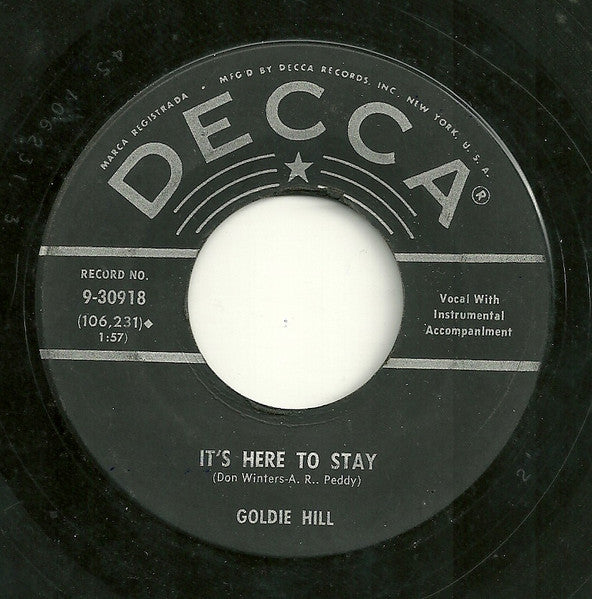 MARCA REGISTRADA • MFG'D BY DECCA RECORDS, INC., NEW YORK, U. S. A.
DECCA®
RECORD NO.
9-30918
(106,231)◆
1:57)
Vocal With
Instrumental
Accompaniment
IT'S HERE TO STAY
(Don Winters-A. R.. Peddy)
GOLDIE HILL